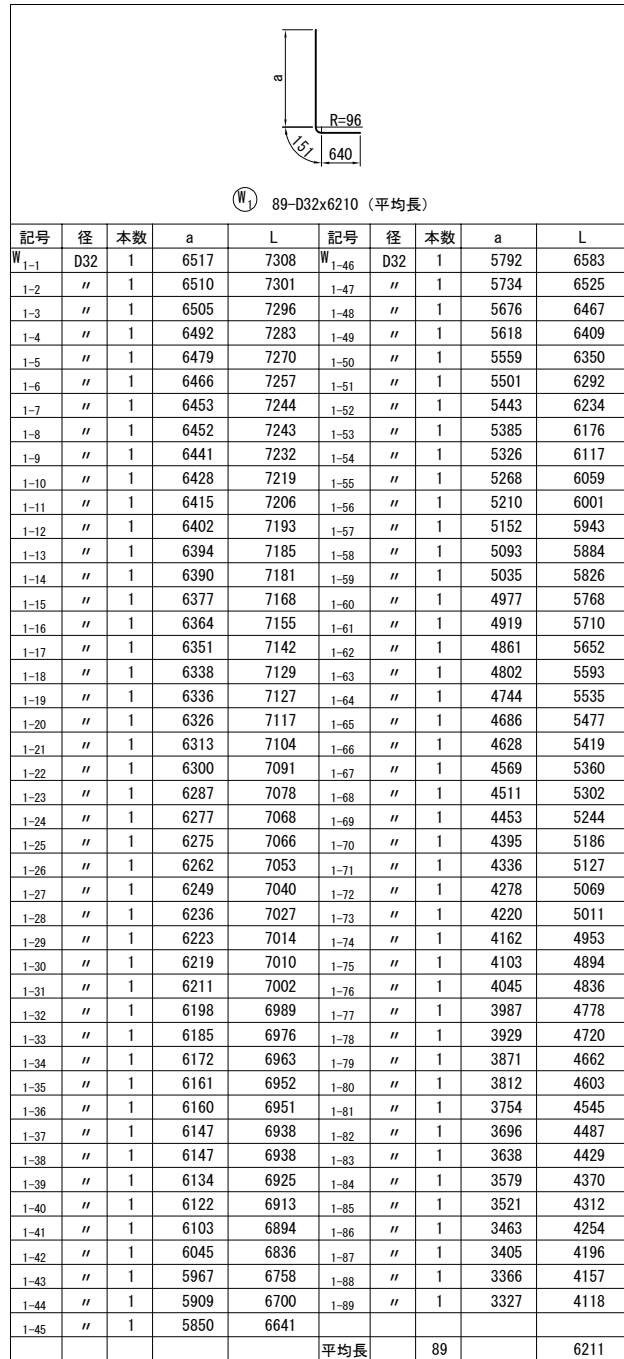 a
R=96
151
640
W1 89-D32x6210 (平均長)
記号 径 本数 a L 記号 径 本数 a L
W1-1 D32 1 6517 7308 W1-46 D32 1 5792 6583
1-2 〃 1 6510 7301 1-47 〃 1 5734 6525
1-3 〃 1 6505 7296 1-48 〃 1 5676 6467
1-4 〃 1 6492 7283 1-49 〃 1 5618 6409
1-5 〃 1 6479 7270 1-50 〃 1 5559 6350
1-6 〃 1 6466 7257 1-51 〃 1 5501 6292
1-7 〃 1 6453 7244 1-52 〃 1 5443 6234
1-8 〃 1 6452 7243 1-53 〃 1 5385 6176
1-9 〃 1 6441 7232 1-54 〃 1 5326 6117
1-10 〃 1 6428 7219 1-55 〃 1 5268 6059
1-11 〃 1 6415 7206 1-56 〃 1 5210 6001
1-12 〃 1 6402 7193 1-57 〃 1 5152 5943
1-13 〃 1 6394 7185 1-58 〃 1 5093 5884
1-14 〃 1 6390 7181 1-59 〃 1 5035 5826
1-15 〃 1 6377 7168 1-60 〃 1 4977 5768
1-16 〃 1 6364 7155 1-61 〃 1 4919 5710
1-17 〃 1 6351 7142 1-62 〃 1 4861 5652
1-18 〃 1 6338 7129 1-63 〃 1 4802 5593
1-19 〃 1 6336 7127 1-64 〃 1 4744 5535
1-20 〃 1 6326 7117 1-65 〃 1 4686 5477
1-21 〃 1 6313 7104 1-66 〃 1 4628 5419
1-22 〃 1 6300 7091 1-67 〃 1 4569 5360
1-23 〃 1 6287 7078 1-68 〃 1 4511 5302
1-24 〃 1 6277 7068 1-69 〃 1 4453 5244
1-25 〃 1 6275 7066 1-70 〃 1 4395 5186
1-26 〃 1 6262 7053 1-71 〃 1 4336 5127
1-27 〃 1 6249 7040 1-72 〃 1 4278 5069
1-28 〃 1 6236 7027 1-73 〃 1 4220 5011
1-29 〃 1 6223 7014 1-74 〃 1 4162 4953
1-30 〃 1 6219 7010 1-75 〃 1 4103 4894
1-31 〃 1 6211 7002 1-76 〃 1 4045 4836
1-32 〃 1 6198 6989 1-77 〃 1 3987 4778
1-33 〃 1 6185 6976 1-78 〃 1 3929 4720
1-34 〃 1 6172 6963 1-79 〃 1 3871 4662
1-35 〃 1 6161 6952 1-80 〃 1 3812 4603
1-36 〃 1 6160 6951 1-81 〃 1 3754 4545
1-37 〃 1 6147 6938 1-82 〃 1 3696 4487
1-38 〃 1 6147 6938 1-83 〃 1 3638 4429
1-39 〃 1 6134 6925 1-84 〃 1 3579 4370
1-40 〃 1 6122 6913 1-85 〃 1 3521 4312
1-41 〃 1 6103 6894 1-86 〃 1 3463 4254
1-42 〃 1 6045 6836 1-87 〃 1 3405 4196
1-43 〃 1 5967 6758 1-88 〃 1 3366 4157
1-44 〃 1 5909 6700 1-89 〃 1 3327 4118
1-45 〃 1 5850 6641
平均長 89 6211